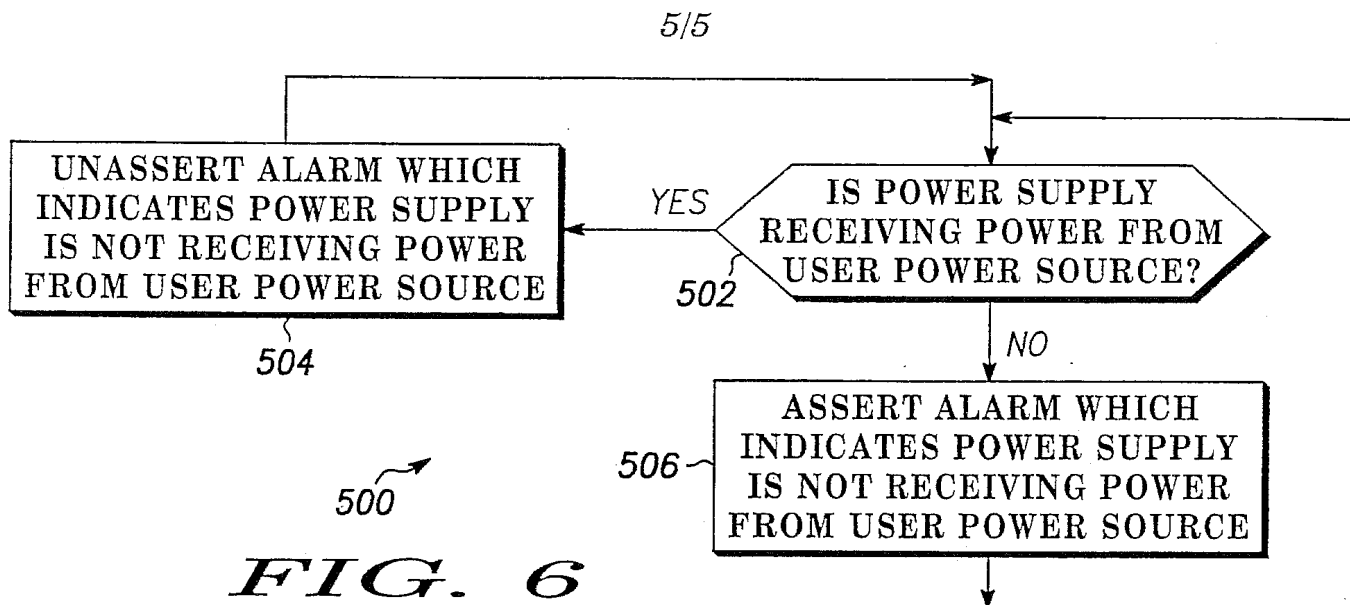 5/5
UNASSERT ALARM WHICH
INDICATES POWER SUPPLY
IS NOT RECEIVING POWER
FROM USER POWER SOURCE
504
YES
IS POWER SUPPLY
RECEIVING POWER FROM
USER POWER SOURCE?
502
NO
ASSERT ALARM WHICH
INDICATES POWER SUPPLY
IS NOT RECEIVING POWER
FROM USER POWER SOURCE
506
500
FIG. 6